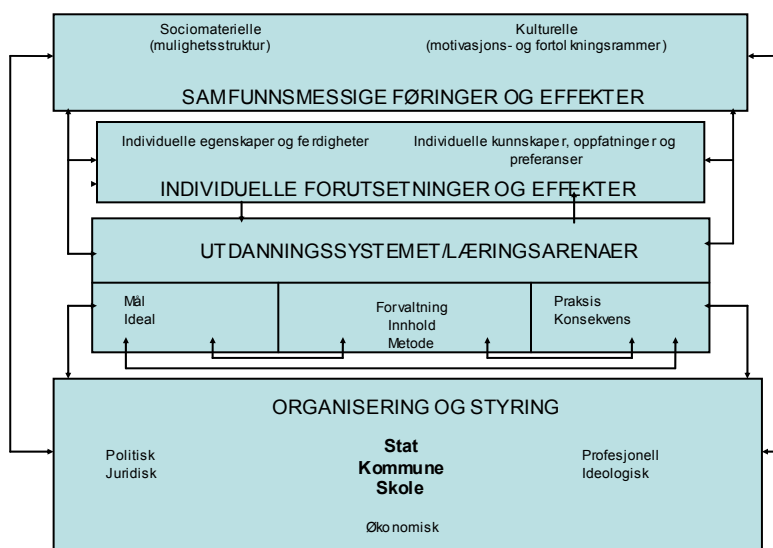 Sociomaterielle
(mulighetsstruktur)
Kulturelle
(motivasjons- og fortolkningsrammer)
SAMFUNNSMESSIGE FØRINGER OG EFFEKTER
Individuelle egenskaper og ferdigheter
Individuelle kunnskaper, oppfatninger og
preferanser
INDIVIDUELLE FORUTSETNINGER OG EFFEKTER
UTDANNINGSSYSTEMET/LÆRINGSARENAER
Mål
Ideal
Forvaltning
Innhold
Metode
Praksis
Konsekvens
ORGANISERING OG STYRING
Politisk
Juridisk
Stat
Kommune
Skole
Profesjonell
Ideologisk
Økonomisk